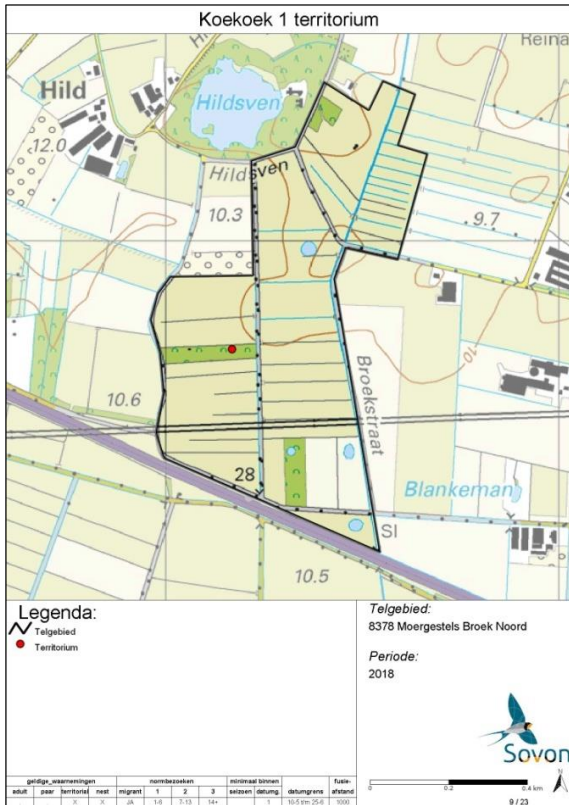 Koekoek 1 territorium
Reina
Hild
Hildsven
12.0
Hildsven
10.3
9.7
10
10.6
Broekstraat
28
Blankeman
Sl
10.5
Legenda:
Telgebied
Territorium
Telgebied:
8378 Moergestels Broek Noord
Periode:
2018
Sovon
0 0.2 0.4 km
geldige_waarnemingen normbezoeken minimaal binnen fusie-
adult paar territoriaal nest migrant 1 2 3 seizoen datumg. datumgrens afstand
X X JA 1-6 7-13 14+ 1 10-5 t/m 25-6 1000
9 / 23